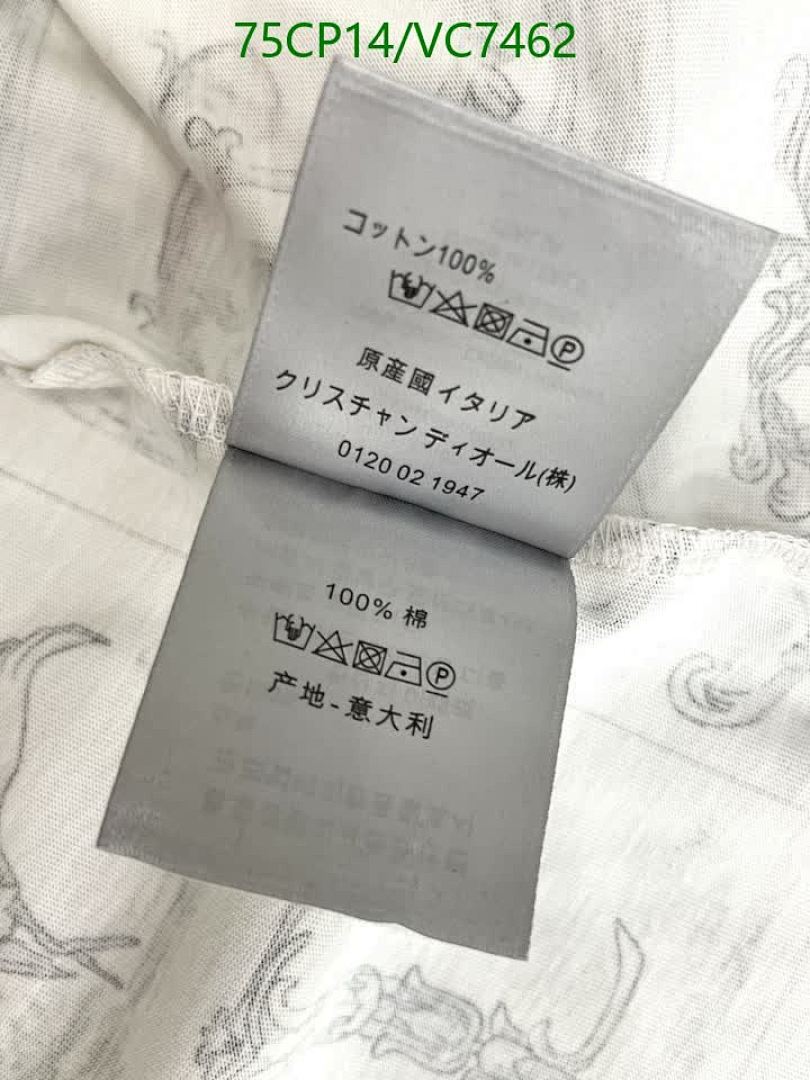 75CP14/VC7462
コットン100%
原産國イタリア
クリスチャン ディオール(株)
0120 02 1947
100% 棉
产地-意大利